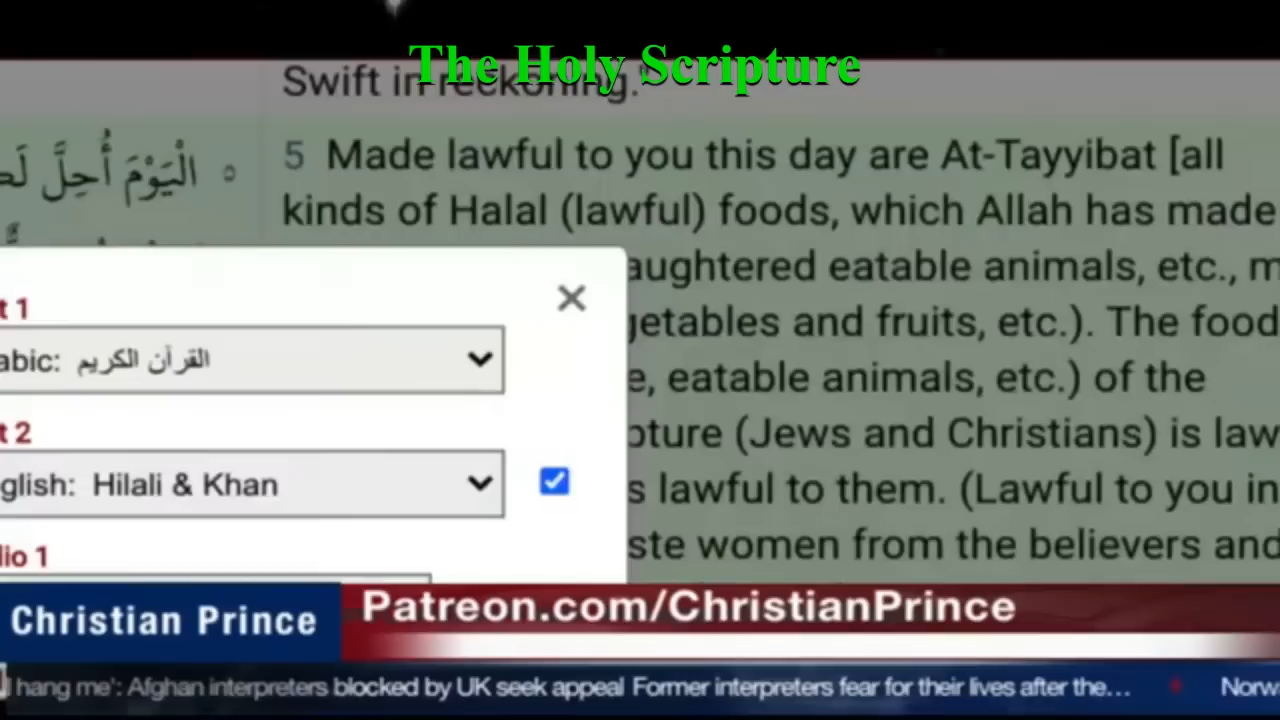 The Holy Scripture
Swift in reckoning."
5 Made lawful to you this day are At-Tayyibat [all
الْيَوْمَ أُحِلَّ
kinds of Halal (lawful) foods, which Allah has made
aughtered eatable animals, etc., m
getables and fruits, etc.). The food
e, eatable animals, etc.) of the
pture (Jews and Christians) is law
s lawful to them. (Lawful to you in
ste women from the believers and
t 1
abic: القرآن الكريم
t 2
glish: Hilali & Khan
dio 1
Christian Prince
Patreon.com/ChristianPrince
hang me': Afghan interpreters blocked by UK seek appeal Former interpreters fear for their lives after the... Norw